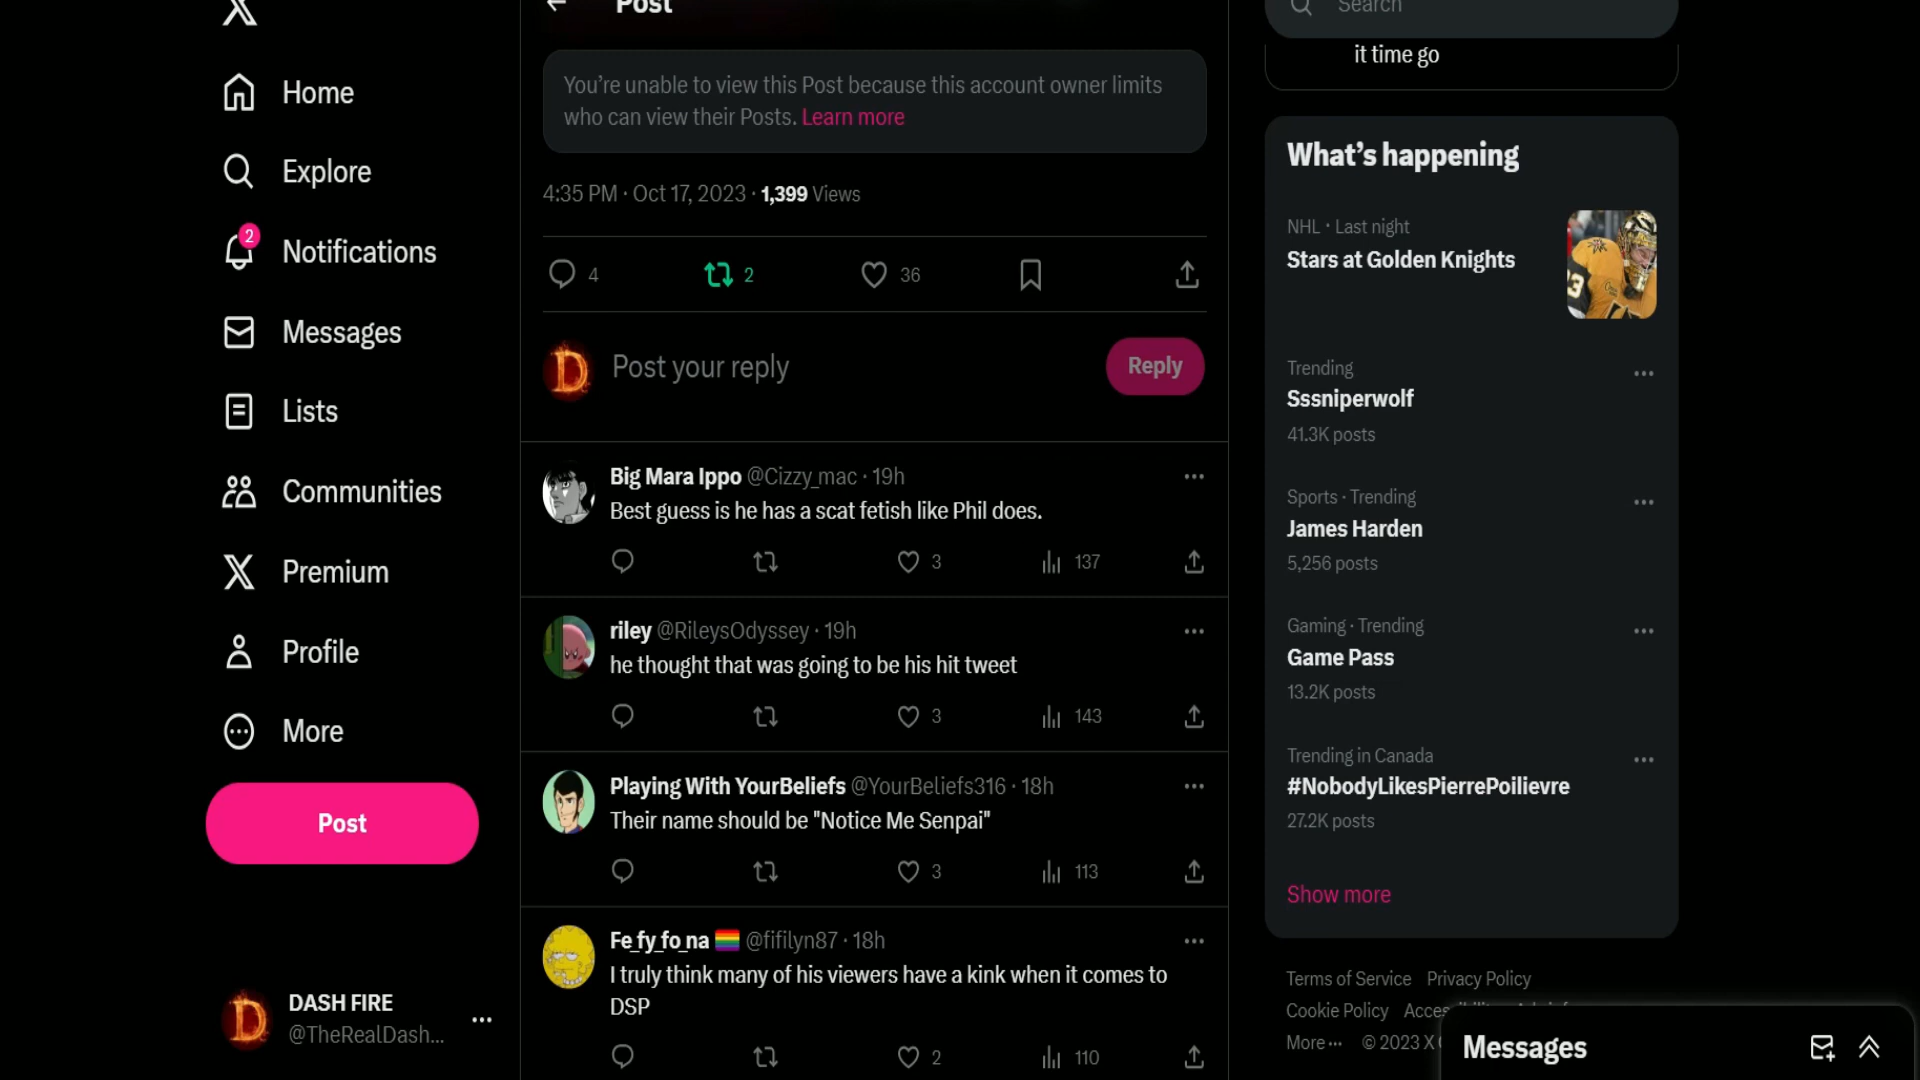 Post
Search
it time go
Home
Explore
2
Notifications
Messages
Lists
Communities
Premium
Profile
More
Post
DASH FIRE
@TheRealDash...
You're unable to view this Post because this account owner limits
who can view their Posts. Learn more
4:35 PM · Oct 17, 2023 · 1,399 Views
4 2 36
Post your reply
Reply
Big Mara Ippo @Cizzy_mac · 19h
Best guess is he has a scat fetish like Phil does.
3 137
riley @RileysOdyssey · 19h
he thought that was going to be his hit tweet
3 143
Playing With YourBeliefs @YourBeliefs316 · 18h
Their name should be "Notice Me Senpai"
3 113
Fe_fy_fo_na @fifilyn87 · 18h
I truly think many of his viewers have a kink when it comes to
DSP
2 110
What's happening
NHL · Last night
Stars at Golden Knights
Trending
Sssniperwolf
41.3K posts
Sports · Trending
James Harden
5,256 posts
Gaming · Trending
Game Pass
13.2K posts
Trending in Canada
#NobodyLikesPierrePoilievre
27.2K posts
Show more
Terms of Service Privacy Policy
Cookie Policy
More ··· © 2023 X
Messages